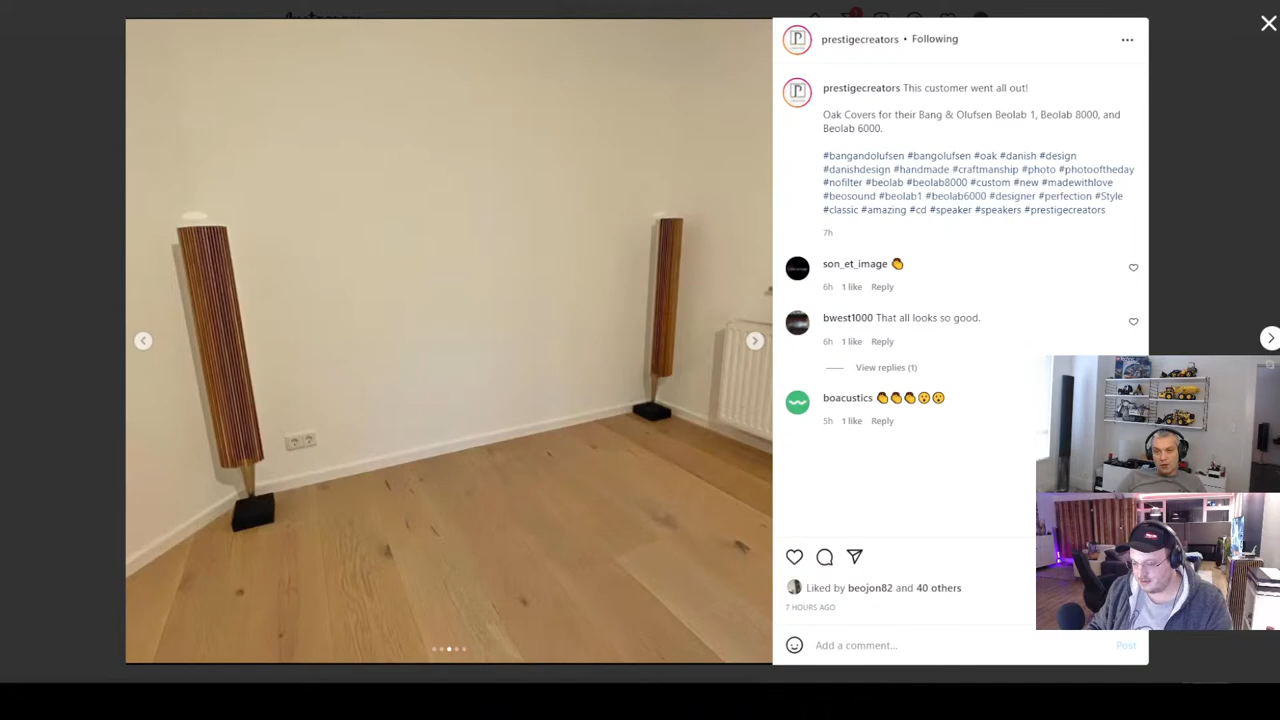 prestigecreators • Following
prestigecreators This customer went all out!
Oak Covers for their Bang & Olufsen Beolab 1, Beolab 8000, and
Beolab 6000.
#bangandolufsen #bangolufsen #oak #danish #design
#danishdesign #handmade #craftmanship #photo #photooftheday
#nofilter #beolab #beolab8000 #custom #new #madewithlove
#beosound #beolab1 #beolab6000 #designer #perfection #Style
#classic #amazing #cd #speaker #speakers #prestigecreators
7h
son_et_image 👏
6h 1 like Reply
bwest1000 That all looks so good.
6h 1 like Reply
View replies (1)
boacustics 👏👏👏😮😮
5h 1 like Reply
Liked by beojon82 and 40 others
7 HOURS AGO
Add a comment...
Post